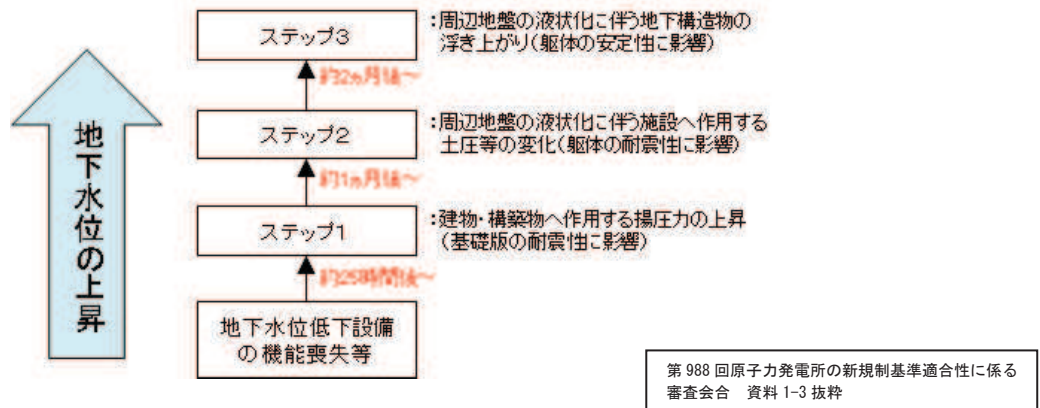 ステップ3
:周辺地盤の液状化に伴う地下構造物の
浮き上がり(躯体の安定性に影響)
約2ヵ月後～
ステップ2
:周辺地盤の液状化に伴う施設へ作用する
土圧等の変化(躯体の耐震性に影響)
約1ヵ月後～
ステップ1
:建物・構築物へ作用する揚圧力の上昇
(基礎版の耐震性に影響)
約25時間後～
地下水位低下設備
の機能喪失等
地下水位の上昇
第 988 回原子力発電所の新規制基準適合性に係る
審査会合　資料 1-3 抜粋